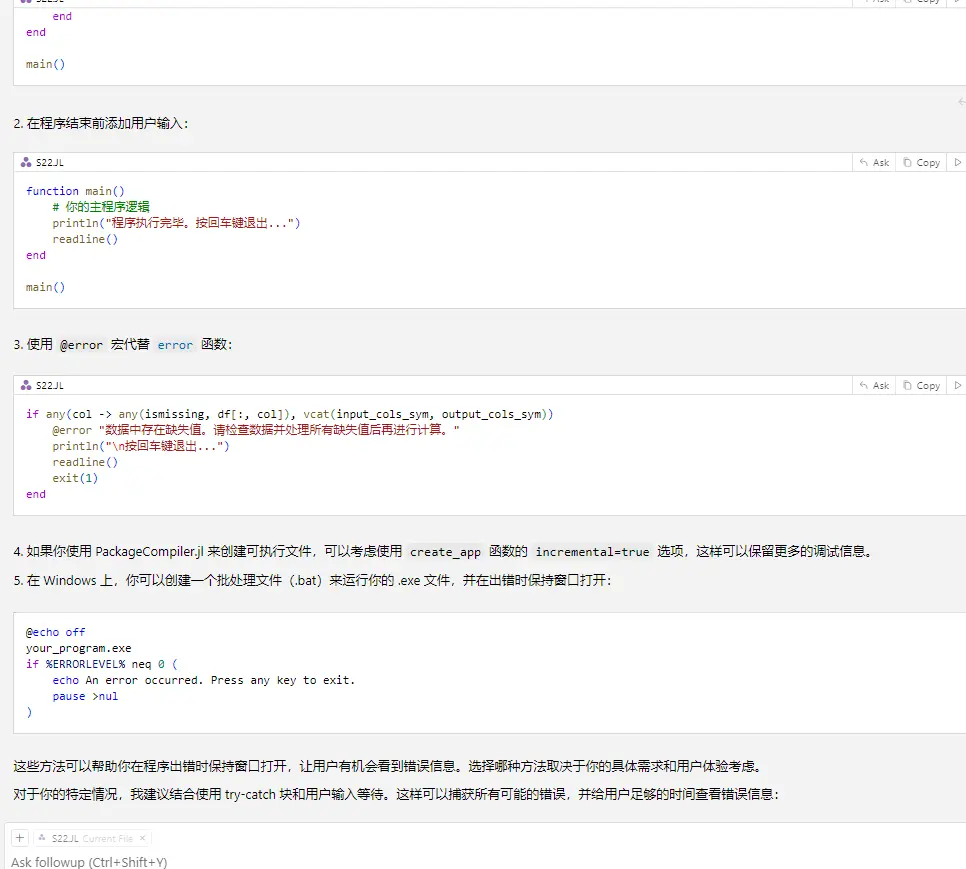 S22.JL Ask Copy
end
end
main()
2. 在程序结束前添加用户输入：
S22.JL Ask Copy
function main()
# 你的主程序逻辑
println("程序执行完毕。按回车键退出...")
readline()
end
main()
3. 使用 @error 宏代替 error 函数：
S22.JL Ask Copy
if any(col -> any(ismissing, df[:, col]), vcat(input_cols_sym, output_cols_sym))
@error "数据中存在缺失值。请检查数据并处理所有缺失值后再进行计算。"
println("\n按回车键退出...")
readline()
exit(1)
end
4. 如果你使用 PackageCompiler.jl 来创建可执行文件，可以考虑使用 create_app 函数的 incremental=true 选项，这样可以保留更多的调试信息。
5. 在 Windows 上，你可以创建一个批处理文件（.bat）来运行你的 .exe 文件，并在出错时保持窗口打开：
@echo off
your_program.exe
if %ERRORLEVEL% neq 0 (
echo An error occurred. Press any key to exit.
pause >nul
)
这些方法可以帮助你在程序出错时保持窗口打开，让用户有机会看到错误信息。选择哪种方法取决于你的具体需求和用户体验考虑。
对于你的特定情况，我建议结合使用 try-catch 块和用户输入等待。这样可以捕获所有可能的错误，并给用户足够的时间查看错误信息：
+ S22.JL Current File ×
Ask followup (Ctrl+Shift+Y)